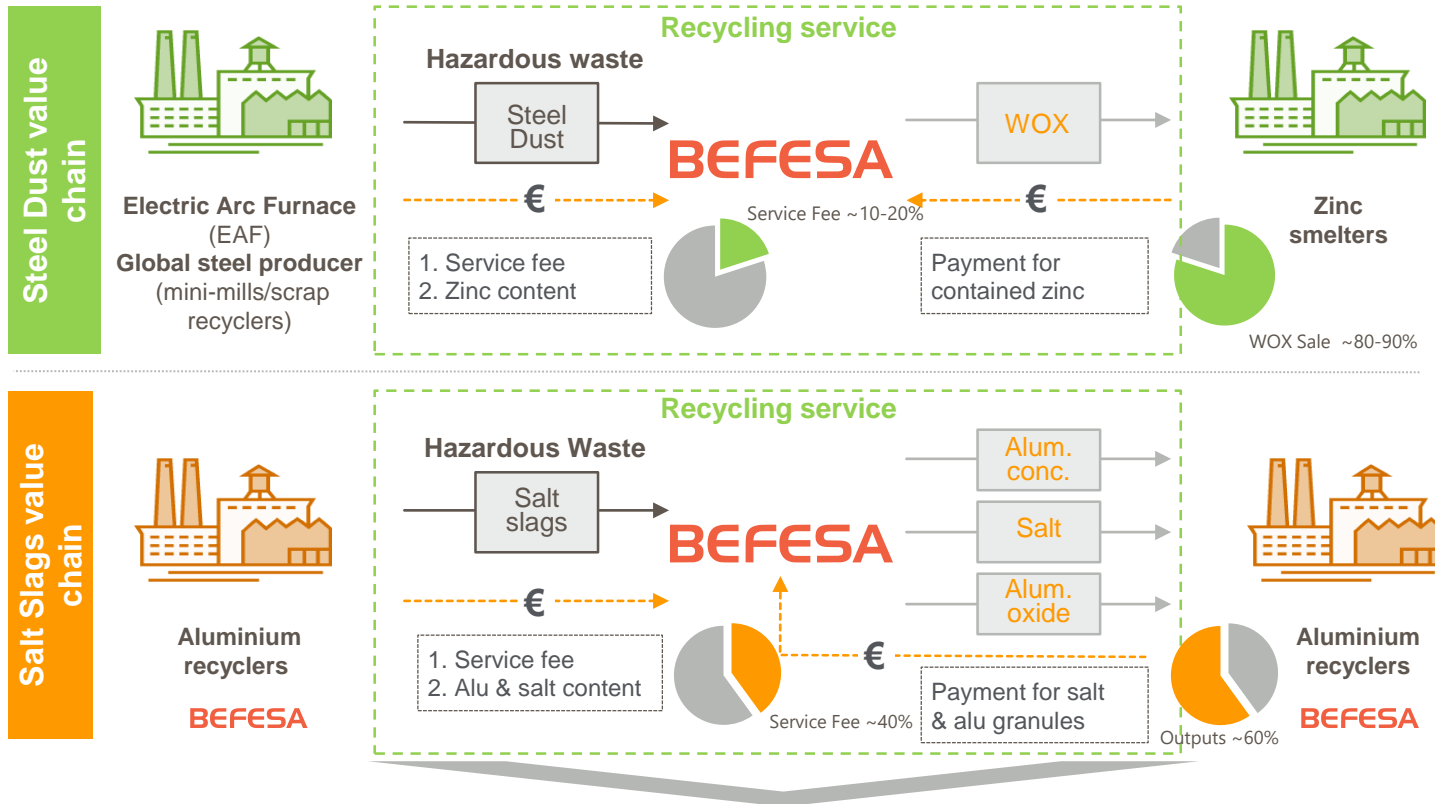 Steel Dust value
chain
Recycling service
Hazardous waste
Steel
Dust
BEFESA
WOX
€
€
Service Fee ~10-20%
Electric Arc Furnace
(EAF)
Global steel producer
(mini-mills/scrap
recyclers)
1. Service fee
2. Zinc content
Payment for
contained zinc
Zinc
smelters
WOX Sale ~80-90%
Salt Slags value
chain
Recycling service
Hazardous Waste
Salt
slags
BEFESA
Alum.
conc.
Salt
Alum.
oxide
€
€
Aluminium
recyclers
BEFESA
1. Service fee
2. Alu & salt content
Service Fee ~40%
Payment for salt
& alu granules
Outputs ~60%
Aluminium
recyclers
BEFESA